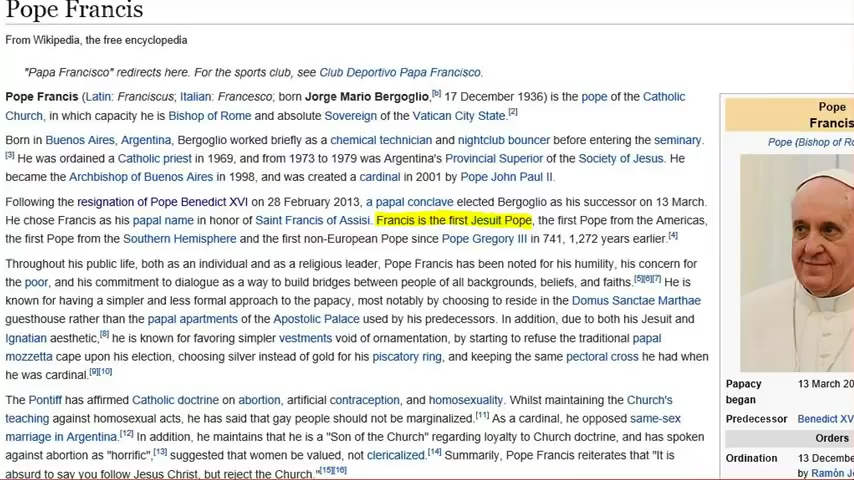 Pope Francis
From Wikipedia, the free encyclopedia
"Papa Francisco" redirects here. For the sports club, see Club Deportivo Papa Francisco.
Pope Francis (Latin: Franciscus; Italian: Francesco; born Jorge Mario Bergoglio,[b] 17 December 1936) is the pope of the Catholic
Church, in which capacity he is Bishop of Rome and absolute Sovereign of the Vatican City State.[2]
Born in Buenos Aires, Argentina, Bergoglio worked briefly as a chemical technician and nightclub bouncer before entering the seminary.
[3] He was ordained a Catholic priest in 1969, and from 1973 to 1979 was Argentina's Provincial Superior of the Society of Jesus. He
became the Archbishop of Buenos Aires in 1998, and was created a cardinal in 2001 by Pope John Paul II.
Following the resignation of Pope Benedict XVI on 28 February 2013, a papal conclave elected Bergoglio as his successor on 13 March.
He chose Francis as his papal name in honor of Saint Francis of Assisi. Francis is the first Jesuit Pope, the first Pope from the Americas,
the first Pope from the Southern Hemisphere and the first non-European Pope since Pope Gregory III in 741, 1,272 years earlier.[4]
Throughout his public life, both as an individual and as a religious leader, Pope Francis has been noted for his humility, his concern for
the poor, and his commitment to dialogue as a way to build bridges between people of all backgrounds, beliefs, and faiths.[5][6][7] He is
known for having a simpler and less formal approach to the papacy, most notably by choosing to reside in the Domus Sanctae Marthae
guesthouse rather than the papal apartments of the Apostolic Palace used by his predecessors. In addition, due to both his Jesuit and
Ignatian aesthetic,[8] he is known for favoring simpler vestments void of ornamentation, by starting to refuse the traditional papal
mozzetta cape upon his election, choosing silver instead of gold for his piscatory ring, and keeping the same pectoral cross he had when
he was cardinal.[9][10]
The Pontiff has affirmed Catholic doctrine on abortion, artificial contraception, and homosexuality. Whilst maintaining the Church's
teaching against homosexual acts, he has said that gay people should not be marginalized.[11] As a cardinal, he opposed same-sex
marriage in Argentina.[12] In addition, he maintains that he is a "Son of the Church" regarding loyalty to Church doctrine, and has spoken
against abortion as "horrific",[13] suggested that women be valued, not clericalized.[14] Summarily, Pope Francis reiterates that "It is
absurd to say you follow Jesus Christ, but reject the Church."[15][16]
Pope
Francis
Pope (Bishop of Ro
Papacy 13 March 20
began
Predecessor Benedict XV
Orders
Ordination 13 Decembe
by Ramón J